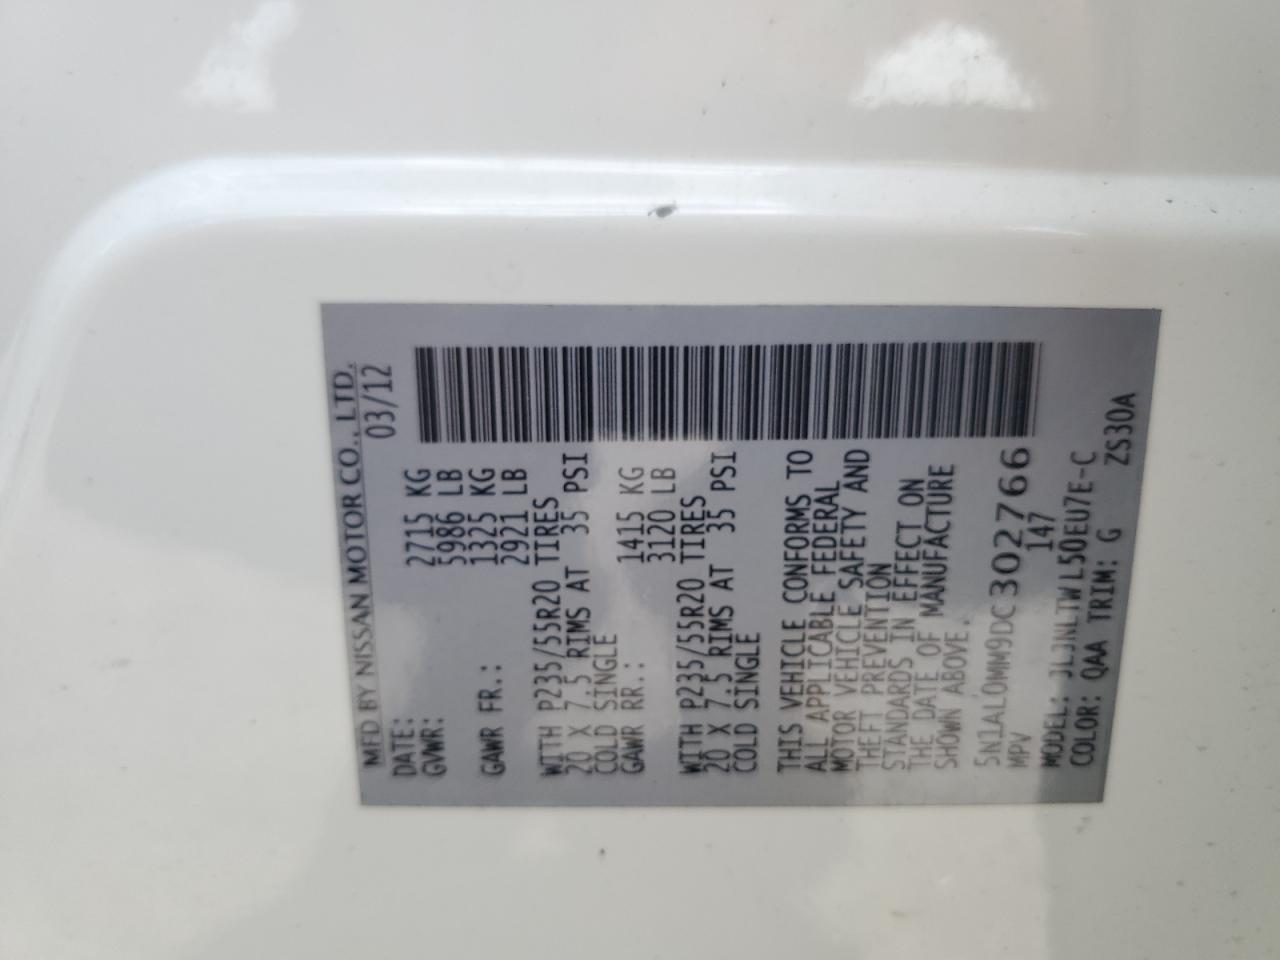 MFD BY NISSAN MOTOR CO., LTD.
DATE: 03/12
GVWR: 2715 KG
5986 LB
GAWR FR.: 1325 KG
2921 LB
WITH P235/55R20 TIRES
20 X 7.5 RIMS AT 35 PSI
COLD SINGLE
GAWR RR.: 1415 KG
3120 LB
WITH P235/55R20 TIRES
20 X 7.5 RIMS AT 35 PSI
COLD SINGLE
THIS VEHICLE CONFORMS TO
ALL APPLICABLE FEDERAL
MOTOR VEHICLE SAFETY AND
THEFT PREVENTION
STANDARDS IN EFFECT ON
THE DATE OF MANUFACTURE
SHOWN ABOVE.
5N1AL0MM9DC302766
MPV 147
MODEL: JLJNLTWL50EU7E-C
COLOR: QAA TRIM: G ZS30A